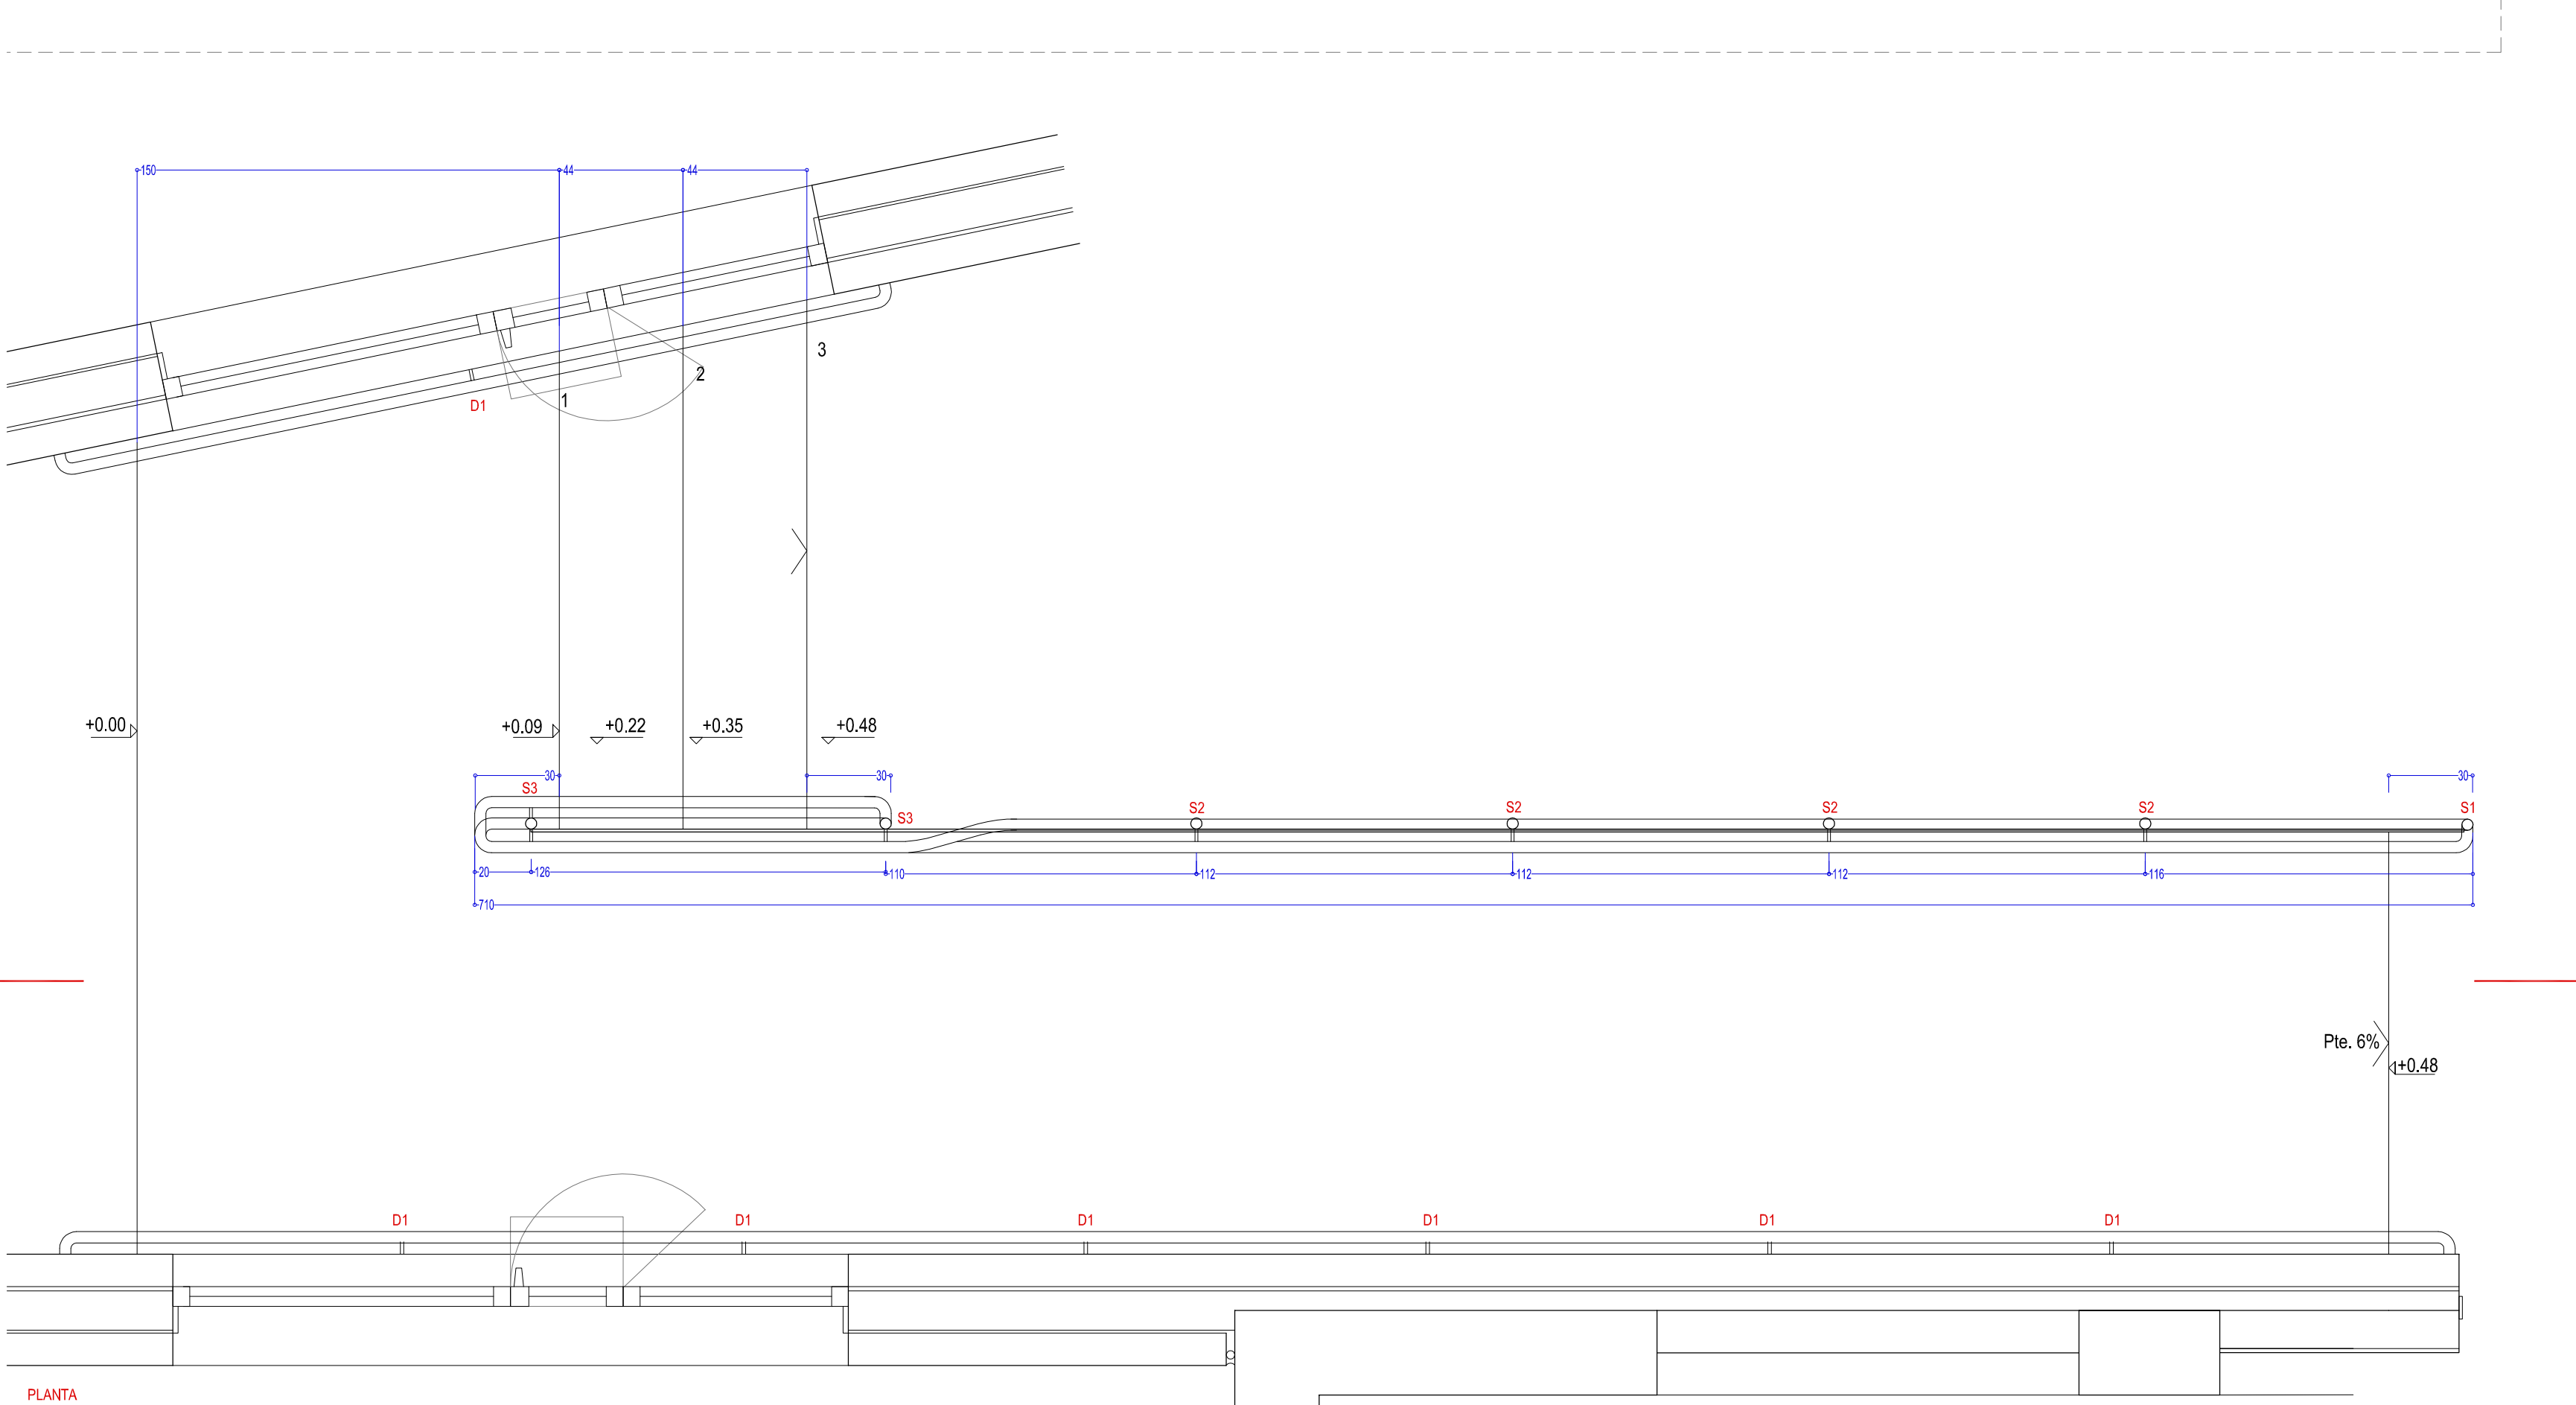 150 44 44
3
2
1
D1
+0.00 +0.09 +0.22 +0.35 +0.48
30 30 30
S3 S3 S2 S2 S2 S2 S1
20 126 110 112 112 112 116
710
Pte. 6%
+0.48
D1 D1 D1 D1 D1 D1
PLANTA